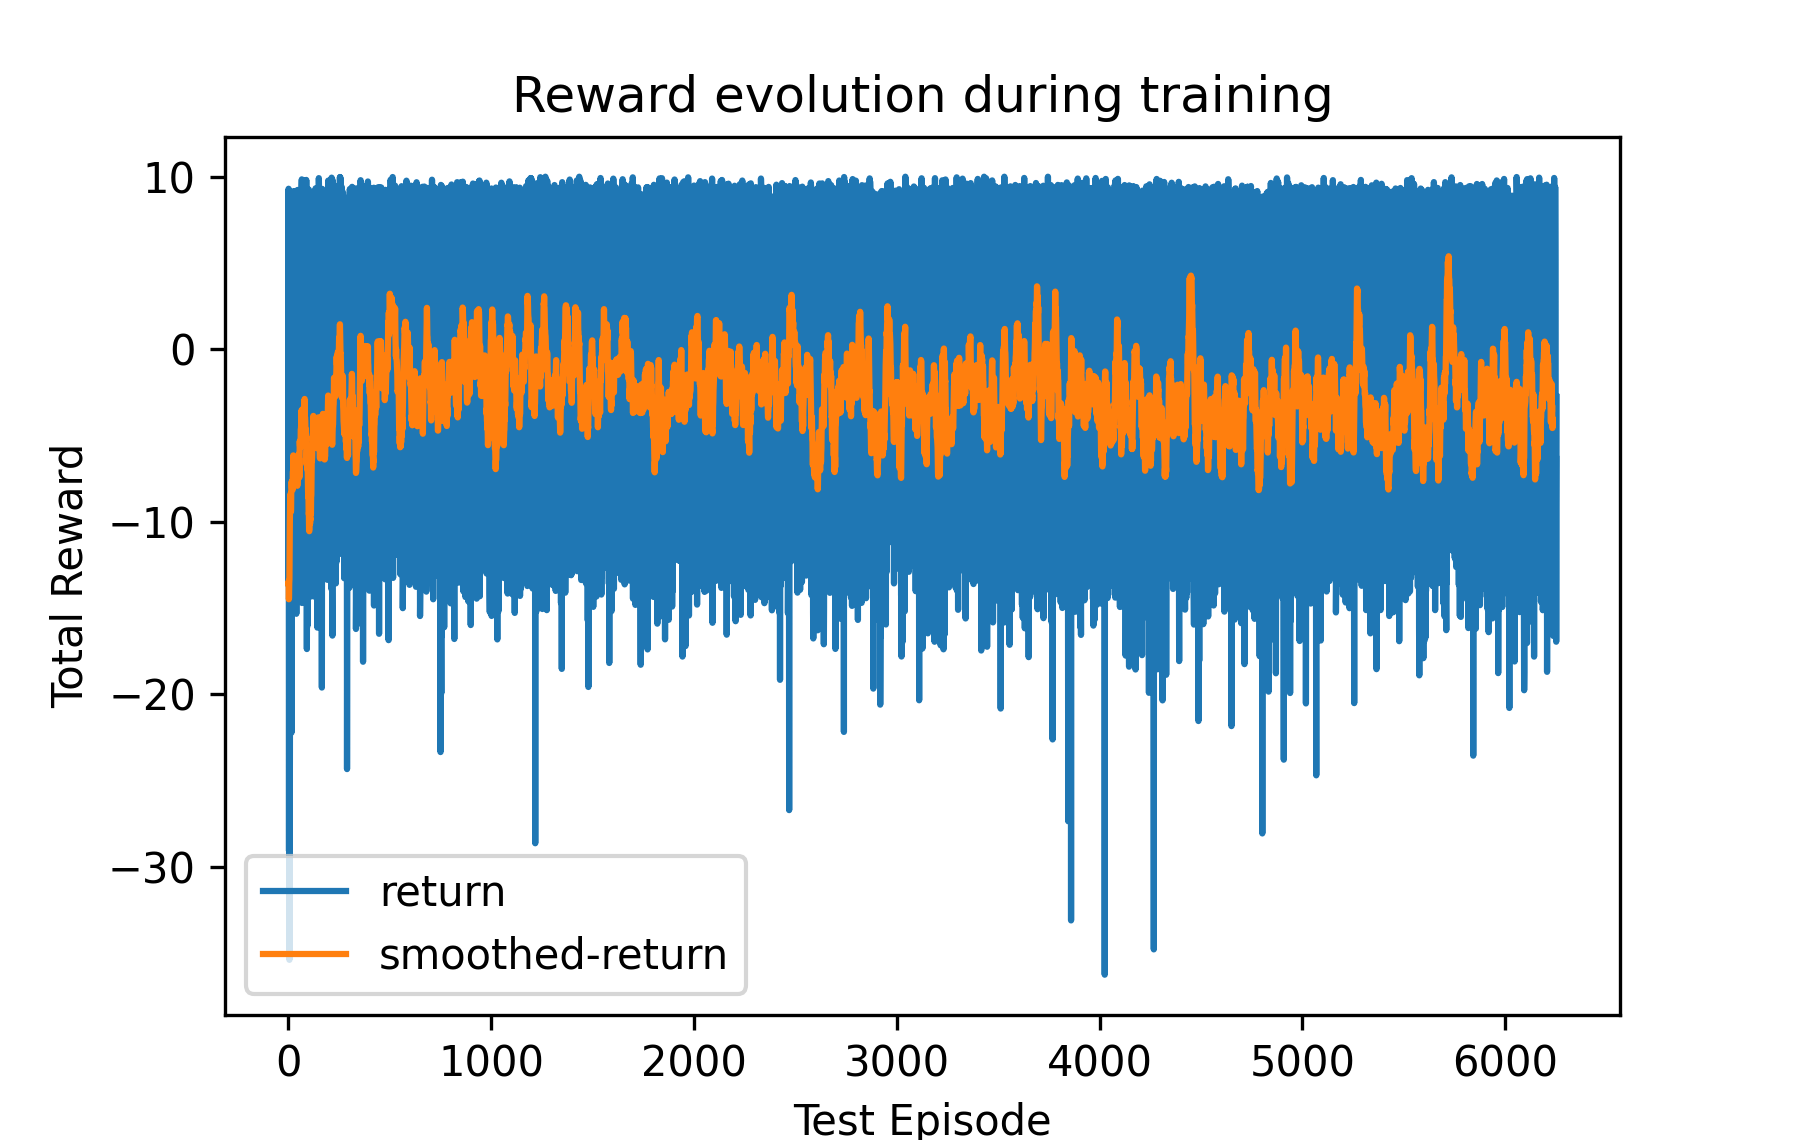 Reward evolution during training
10
0
−10
−20
−30
Total Reward
return
smoothed-return
0 1000 2000 3000 4000 5000 6000
Test Episode